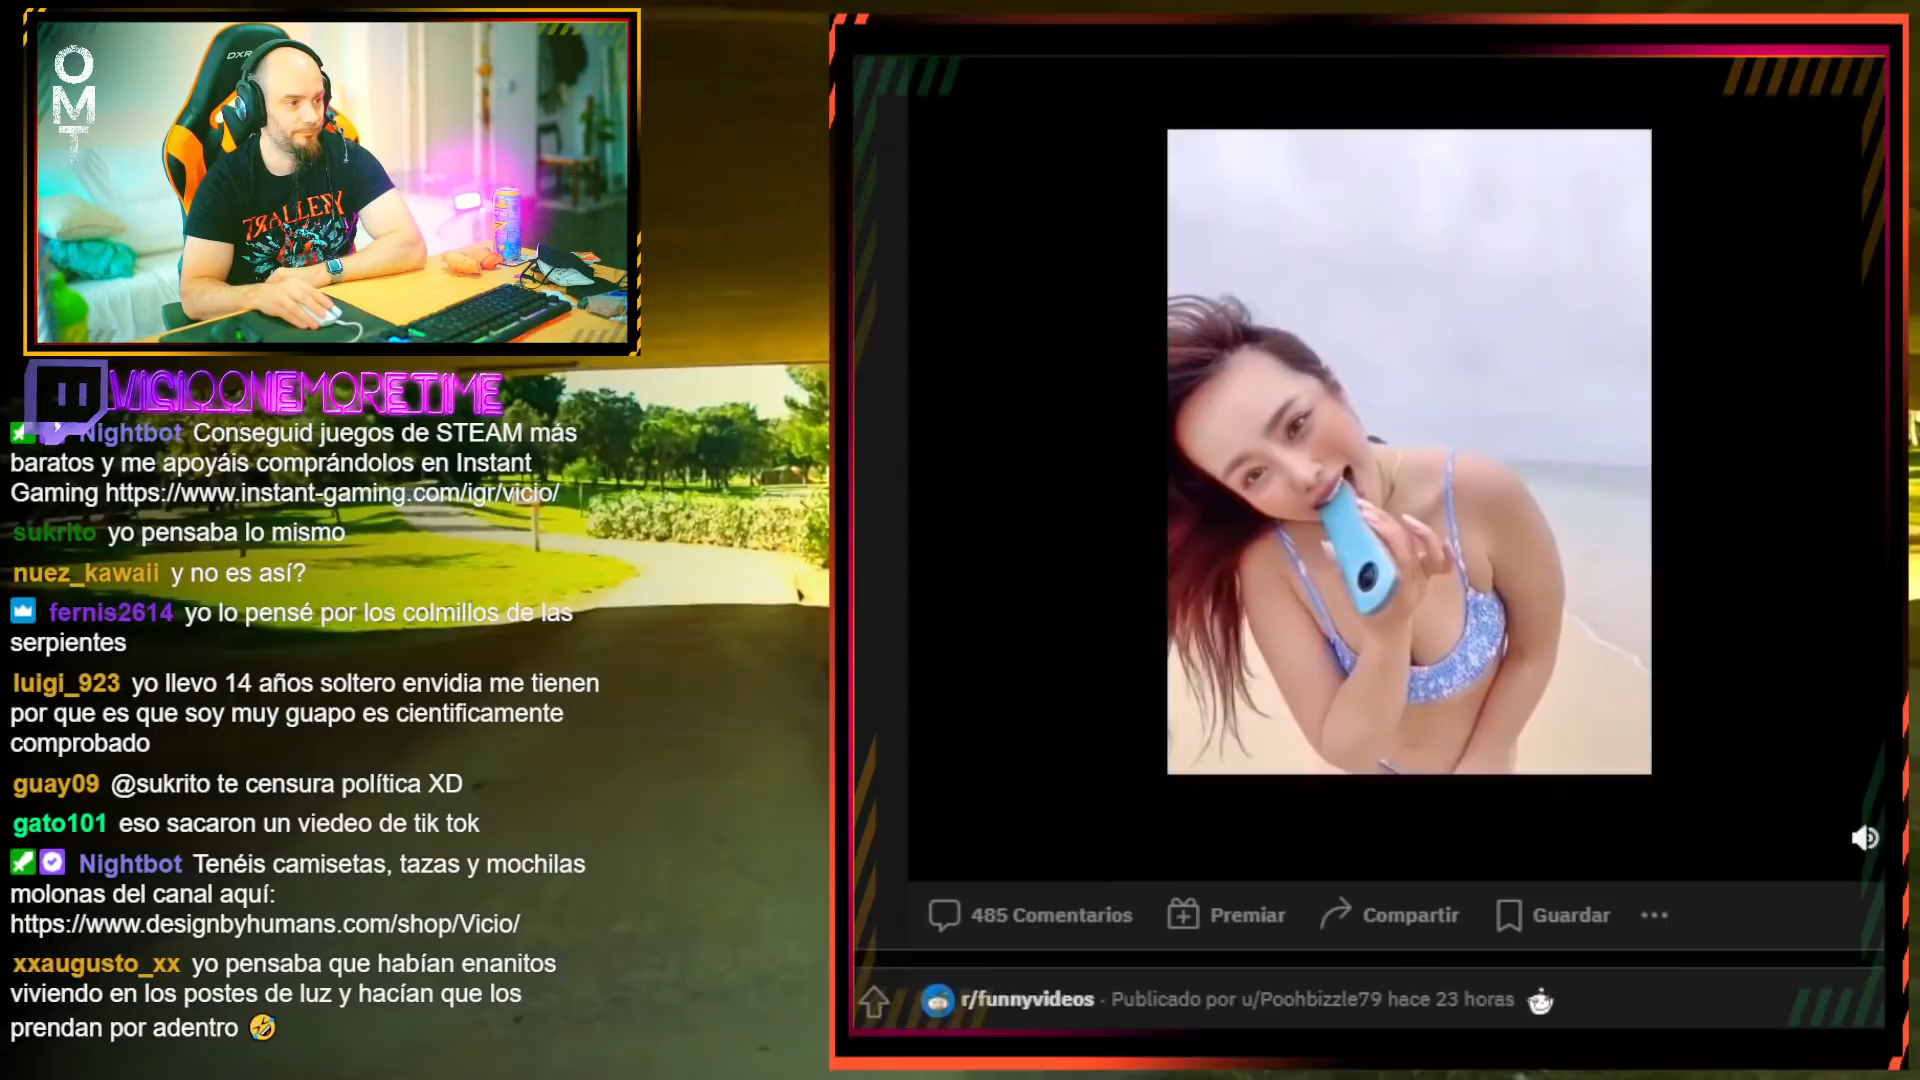 OMT
DXR
TRALLERY
VICIOONEMORETIME
Nightbot Conseguid juegos de STEAM más
baratos y me apoyáis comprándolos en Instant
Gaming https://www.instant-gaming.com/igr/vicio/
sukrito yo pensaba lo mismo
nuez_kawaii y no es así?
fernis2614 yo lo pensé por los colmillos de las
serpientes
luigi_923 yo llevo 14 años soltero envidia me tienen
por que es que soy muy guapo es cientificamente
comprobado
guay09 @sukrito te censura política XD
gato101 eso sacaron un viedeo de tik tok
Nightbot Tenéis camisetas, tazas y mochilas
molonas del canal aquí:
https://www.designbyhumans.com/shop/Vicio/
xxaugusto_xx yo pensaba que habían enanitos
viviendo en los postes de luz y hacían que los
prendan por adentro 🤣
485 Comentarios Premiar Compartir Guardar
r/funnyvideos · Publicado por u/Poohbizzle79 hace 23 horas